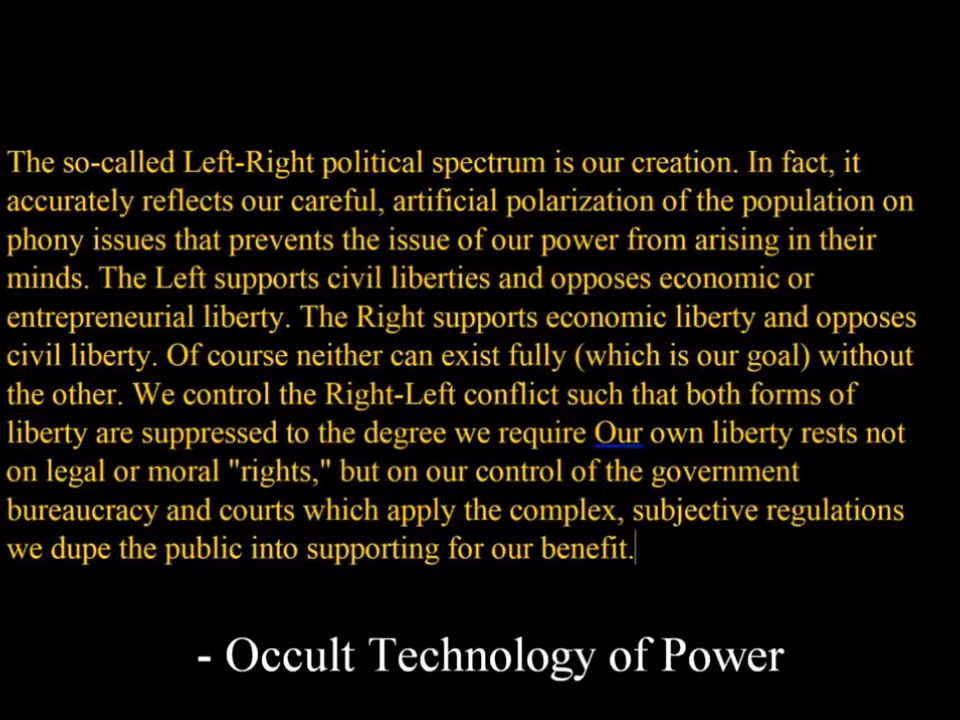 The so-called Left-Right political spectrum is our creation. In fact, it
accurately reflects our careful, artificial polarization of the population on
phony issues that prevents the issue of our power from arising in their
minds. The Left supports civil liberties and opposes economic or
entrepreneurial liberty. The Right supports economic liberty and opposes
civil liberty. Of course neither can exist fully (which is our goal) without
the other. We control the Right-Left conflict such that both forms of
liberty are suppressed to the degree we require Our own liberty rests not
on legal or moral "rights," but on our control of the government
bureaucracy and courts which apply the complex, subjective regulations
we dupe the public into supporting for our benefit.
- Occult Technology of Power